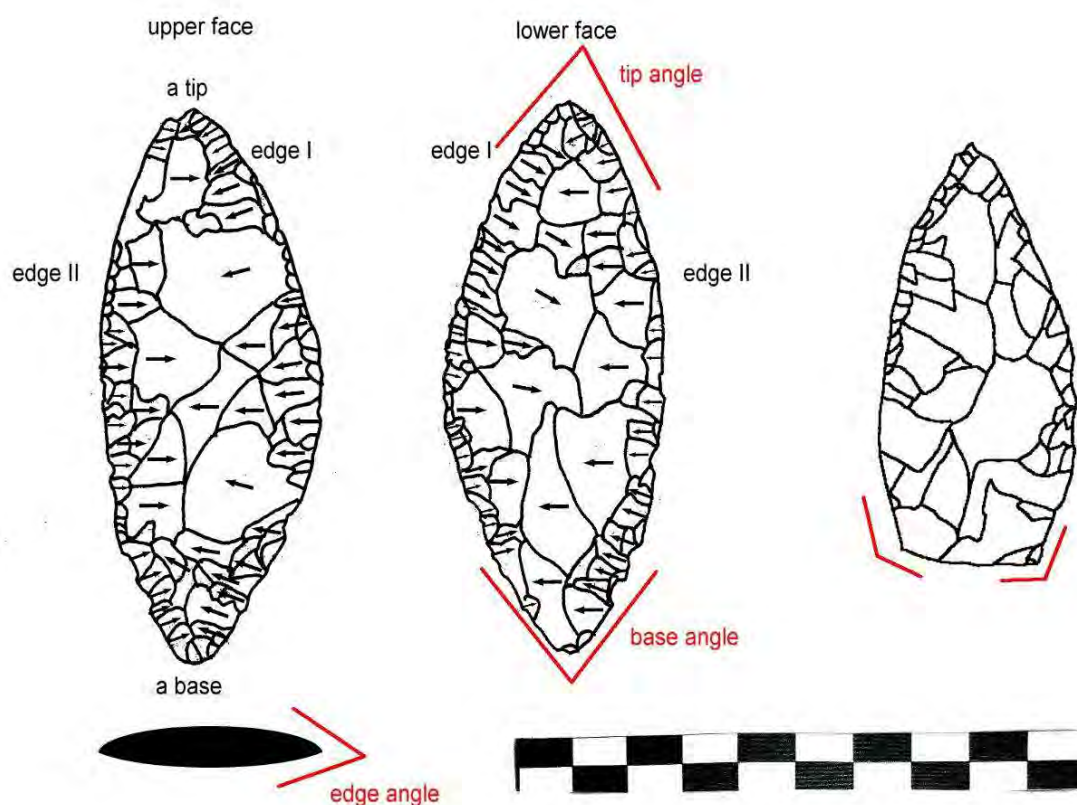 upper face
lower face
tip angle
a tip
edge I
edge I
edge II
edge II
base angle
a base
edge angle